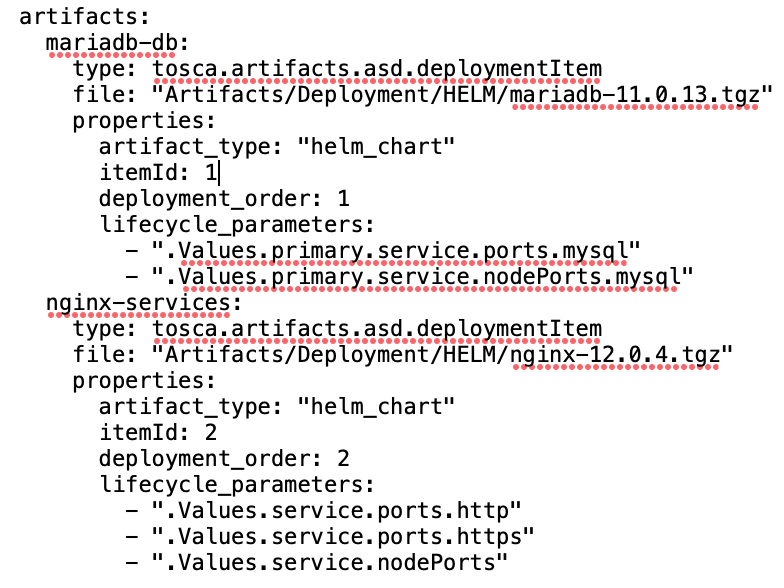 artifacts:
  mariadb-db:
    type: tosca.artifacts.asd.deploymentItem
    file: "Artifacts/Deployment/HELM/mariadb-11.0.13.tgz"
    properties:
      artifact_type: "helm_chart"
      itemId: 1
      deployment_order: 1
      lifecycle_parameters:
        - ".Values.primary.service.ports.mysql"
        - ".Values.primary.service.nodePorts.mysql"
  nginx-services:
    type: tosca.artifacts.asd.deploymentItem
    file: "Artifacts/Deployment/HELM/nginx-12.0.4.tgz"
    properties:
      artifact_type: "helm_chart"
      itemId: 2
      deployment_order: 2
      lifecycle_parameters:
        - ".Values.service.ports.http"
        - ".Values.service.ports.https"
        - ".Values.service.nodePorts"